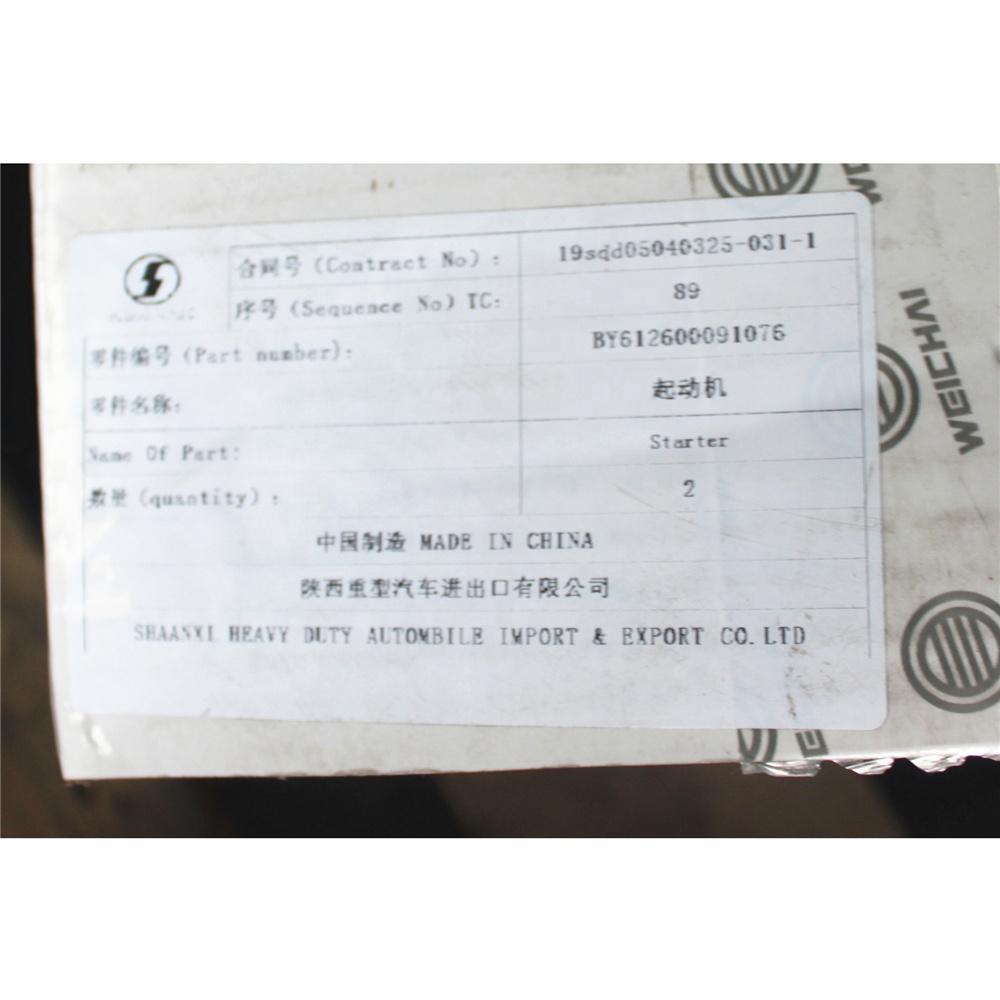 合同号 (Contract No) : 19sqd05040325-031-1
序号 (Sequence No) TC: 89
零件编号 (Part number): BY612600091076
零件名称: 起动机
Name Of Part: Starter
数量 (quantity) : 2
中国制造 MADE IN CHINA
陕西重型汽车进出口有限公司
SHAANXI HEAVY DUTY AUTOMBILE IMPORT & EXPORT CO. LTD
WEICHAI